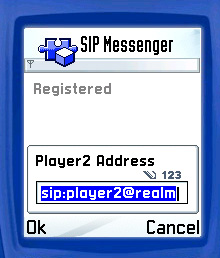 SIP Messenger
Registered
Player2 Address
123
sip:player2@realm
Ok Cancel